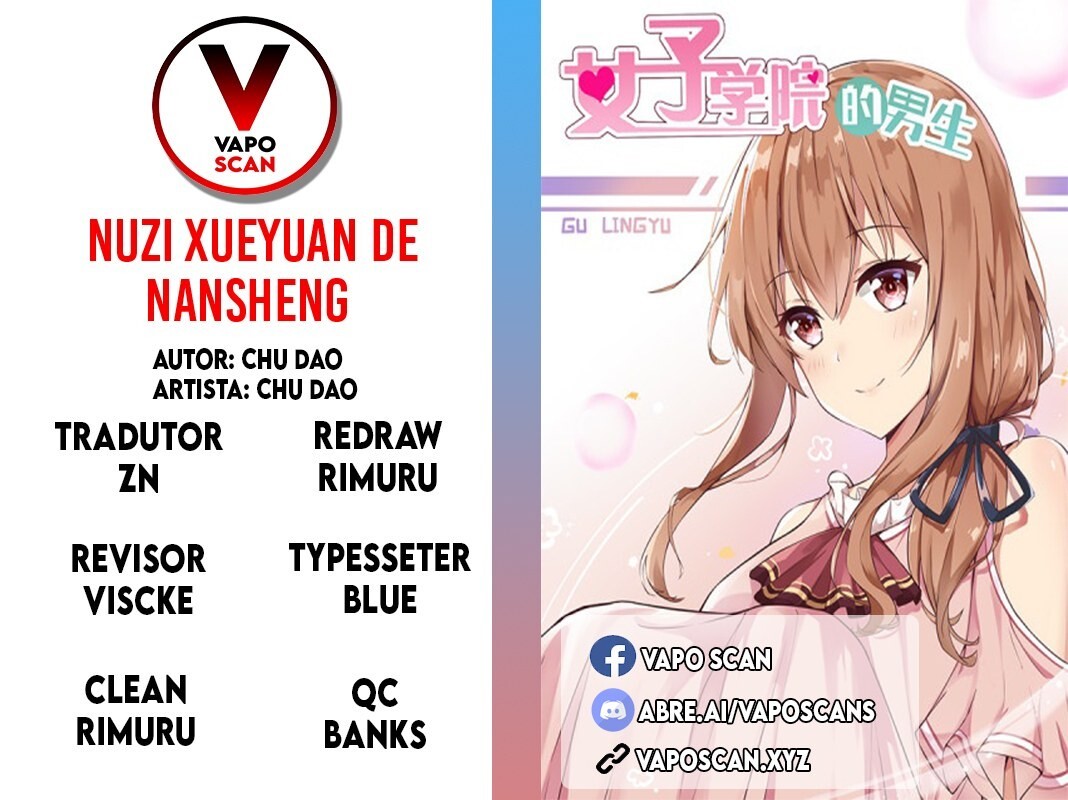 V
VAPO
SCAN
NUZI XUEYUAN DE
NANSHENG
AUTOR: CHU DAO
ARTISTA: CHU DAO
TRADUTOR
ZN
REDRAW
RIMURU
REVISOR
VISCKE
TYPESSETER
BLUE
CLEAN
RIMURU
QC
BANKS
女子学院的男生
GU LINGYU
VAPO SCAN
ABRE.AI/VAPOSCANS
VAPOSCAN.XYZ